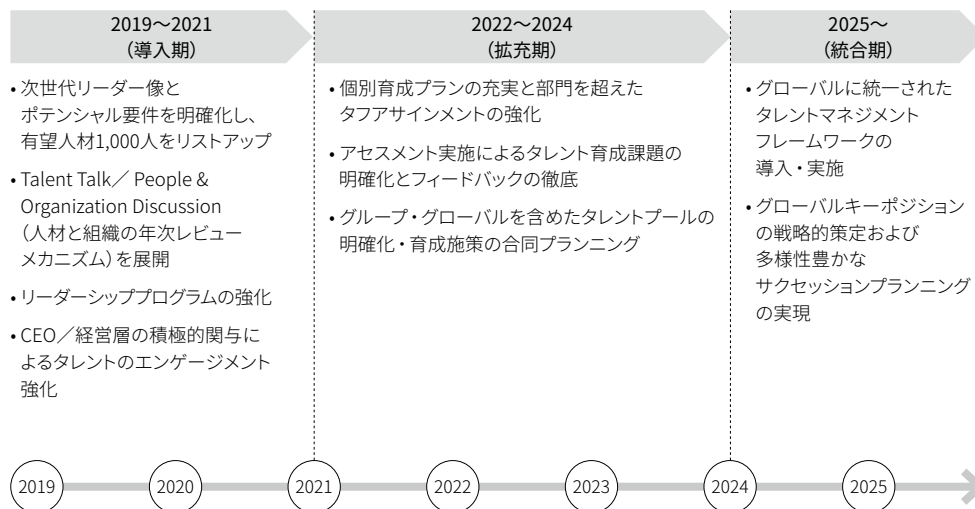 2019～2021
（導入期）
• 次世代リーダー像と
ポテンシャル要件を明確化し、
有望人材1,000人をリストアップ
• Talent Talk／ People &
Organization Discussion
（人材と組織の年次レビュー
メカニズム）を展開
• リーダーシッププログラムの強化
• CEO／経営層の積極的関与に
よるタレントのエンゲージメント
強化
2022～2024
（拡充期）
• 個別育成プランの充実と部門を超えた
タフアサインメントの強化
• アセスメント実施によるタレント育成課題の
明確化とフィードバックの徹底
• グループ・グローバルを含めたタレントプールの
明確化・育成施策の合同プランニング
2025～
（統合期）
• グローバルに統一された
タレントマネジメント
フレームワークの
導入・実施
• グローバルキーポジション
の戦略的策定および
多様性豊かな
サクセッションプランニング
の実現
2019
2020
2021
2022
2023
2024
2025